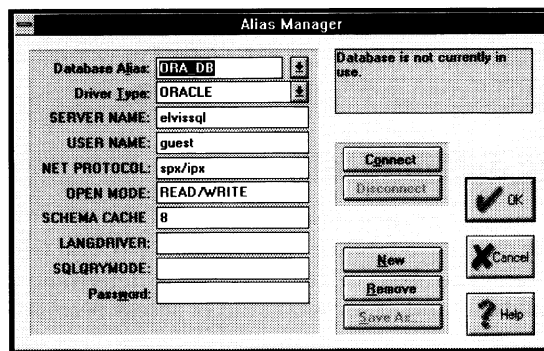 Alias Manager
Database Alias: ORA_DB
Driver Type: ORACLE
SERVER NAME: elvissql
USER NAME: guest
NET PROTOCOL: spx/ipx
OPEN MODE: READ/WRITE
SCHEMA CACHE 8
LANGDRIVER:
SQLQRYMODE:
Password:
Database is not currently in
use.
Connect
Disconnect
New
Remove
Save As...
OK
Cancel
Help